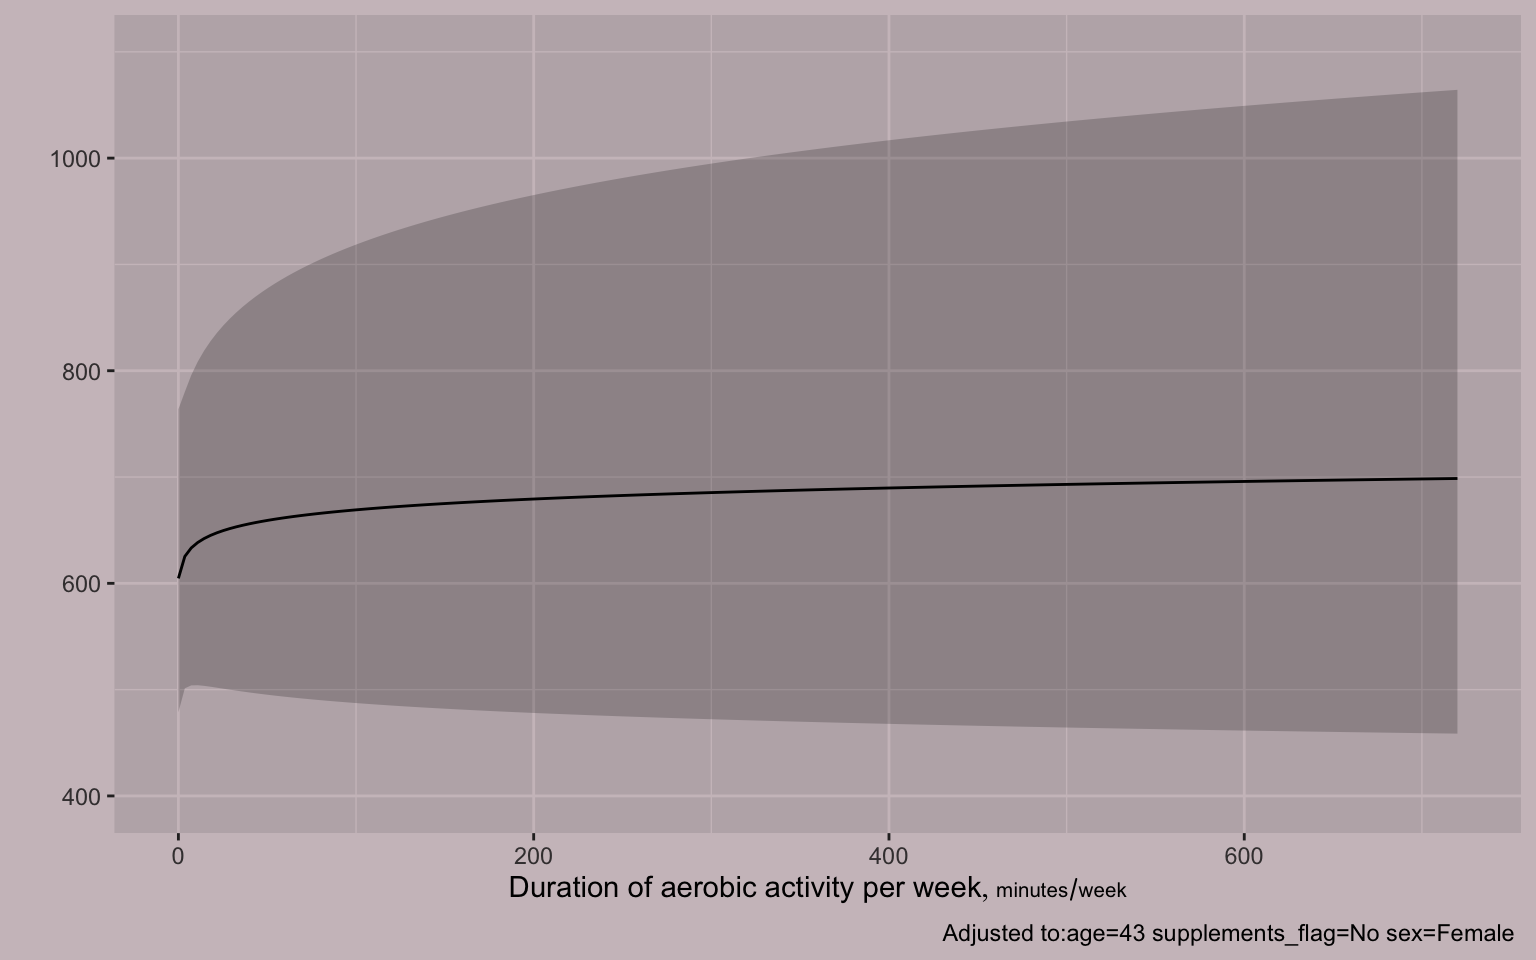 1000
800
600
400
0 200 400 600
Duration of aerobic activity per week, minutes/week
Adjusted to:age=43 supplements_flag=No sex=Female